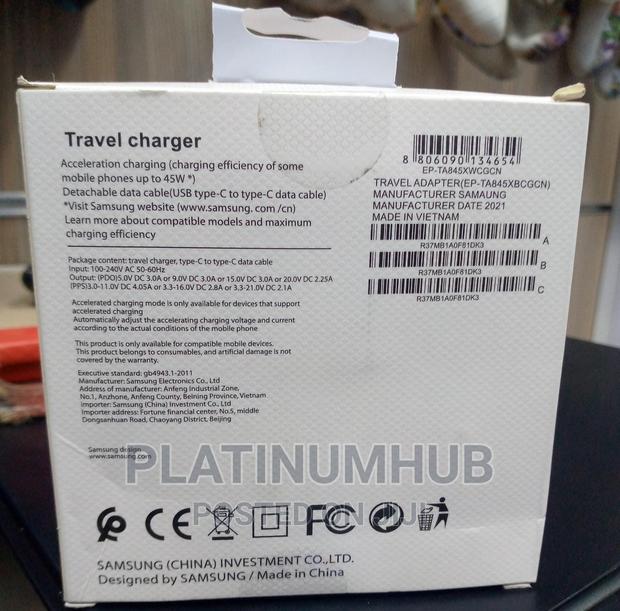 Travel charger
Acceleration charging (charging efficiency of some
mobile phones up to 45W *)
Detachable data cable(USB type-C to type-C data cable)
*Visit Samsung website (www.samsung. com /cn)
Learn more about compatible models and maximum
charging efficiency
Package content: travel charger, type-C to type-C data cable
Input: 100-240V AC 50-60Hz
Output: (PDO)5.0V DC 3.0A or 9.0V DC 3.0A or 15.0V DC 3.0A or 20.0V DC 2.25A
(PPS)3.0-11.0V DC 4.05A or 3.3-16.0V DC 2.8A or 3.3-21.0V DC 2.1A
Accelerated charging mode is only available for devices that support
accelerated charging
Automatically adjust the accelerating charging voltage and current
according to the actual conditions of the mobile phone
This product is only available for compatible mobile devices.
This product belongs to consumables, and artificial damage is not
covered by the warranty.
Executive standard: gb4943.1-2011
Manufacturer: Samsung Electronics Co., Ltd
Address of manufacturer: Anfeng Industrial Zone,
No.1, Anzhone, Anfeng County, Beining Province, Vietnam
importer: Samsung (China) Investment Co., Ltd
Importer address: Fortune financial center, No.5, middle
Dongsanhuan Road, Chaoyang District, Beijing
Samsung design
www.samsung.com
8 806090 134654
EP-TA845XWCGCN
TRAVEL ADAPTER(EP-TA845XBCGCN)
MANUFACTURER SAMAUNG
MANUFACTURER DATE 2021
MADE IN VIETNAM
A
R37MB1A0F81DK3
B
R37MB1A0F81DK3
C
R37MB1A0F81DK3
PLATINUMHUB
POSTED ON JIJI
CE
FC
SAMSUNG (CHINA) INVESTMENT CO.,LTD.
Designed by SAMSUNG / Made in China